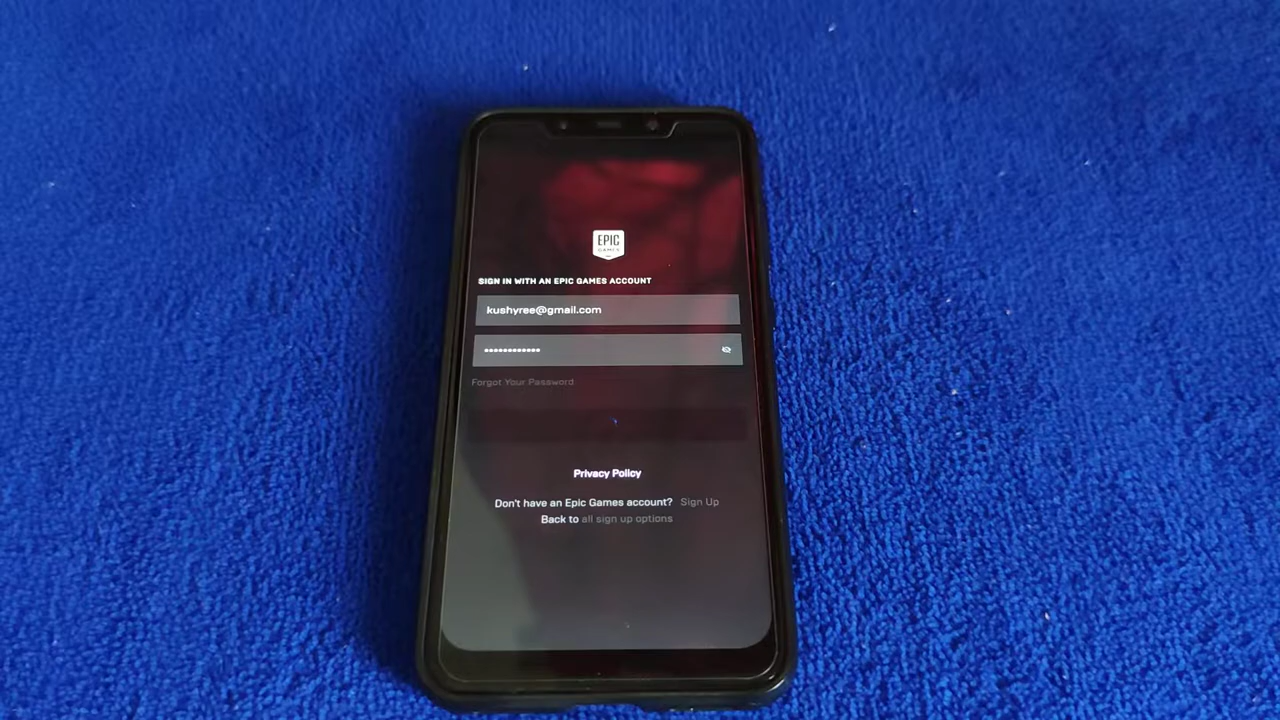 EPIC
GAMES
SIGN IN WITH AN EPIC GAMES ACCOUNT
kushyree@gmail.com
••••••••••••
Forgot Your Password
Privacy Policy
Don't have an Epic Games account? Sign Up
Back to all sign up options